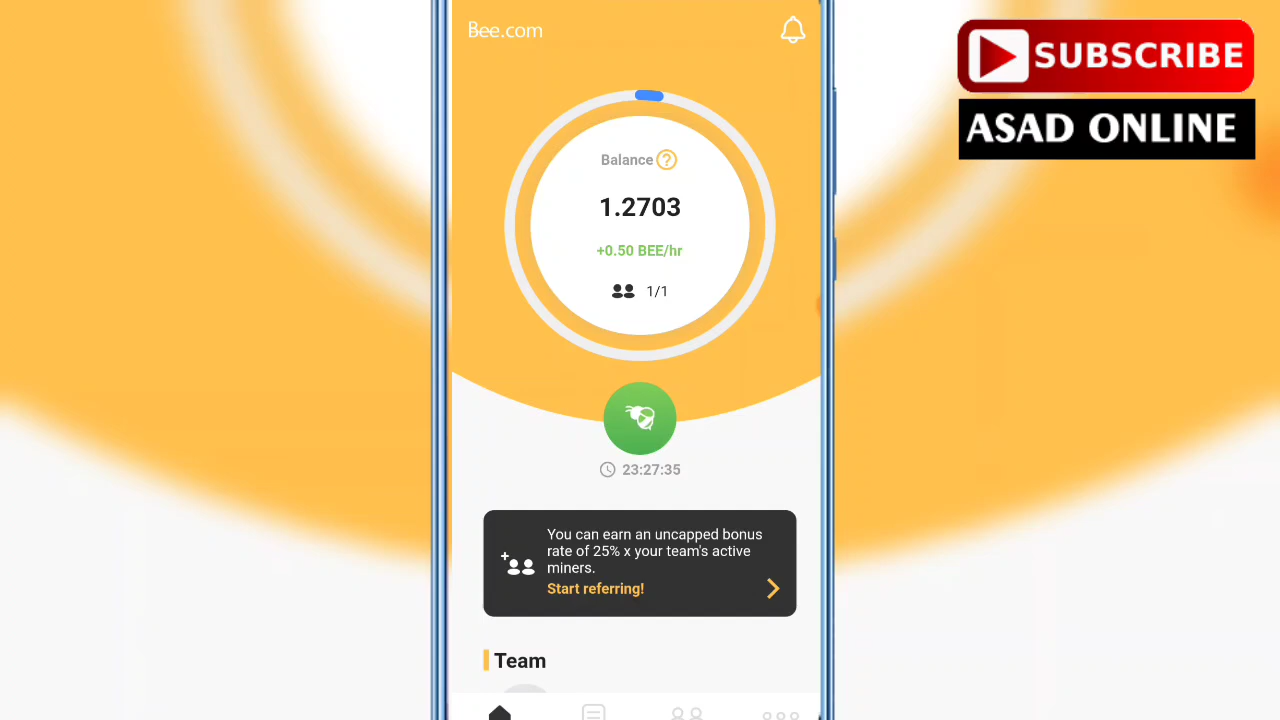 Bee.com
SUBSCRIBE
ASAD ONLINE
Balance ?
1.2703
+0.50 BEE/hr
1/1
23:27:35
You can earn an uncapped bonus
rate of 25% x your team's active
miners.
Start referring!
Team